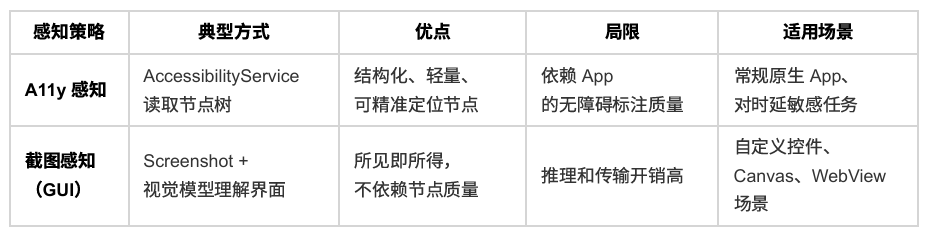 感知策略 典型方式 优点 局限 适用场景
A11y 感知
AccessibilityService
读取节点树
结构化、轻量、
可精准定位节点
依赖 App
的无障碍标注质量
常规原生 App、
对时延敏感任务
截图感知
（GUI）
Screenshot +
视觉模型理解界面
所见即所得，
不依赖节点质量
推理和传输开销高
自定义控件、
Canvas、WebView
场景